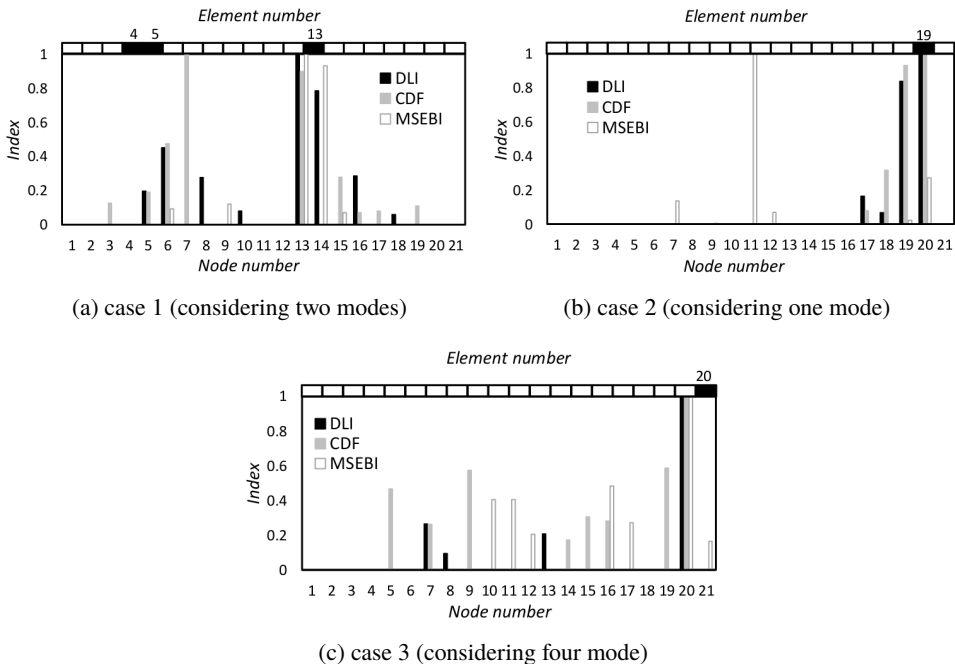 Element number
4 5 13
1
0.8
0.6
0.4
0.2
0
Index
DLI
CDF
MSEBI
1 2 3 4 5 6 7 8 9 10 11 12 13 14 15 16 17 18 19 20 21
Node number
(a) case 1 (considering two modes)
Element number
19
1
0.8
0.6
0.4
0.2
0
Index
DLI
CDF
MSEBI
1 2 3 4 5 6 7 8 9 10 11 12 13 14 15 16 17 18 19 20 21
Node number
(b) case 2 (considering one mode)
Element number
20
1
0.8
0.6
0.4
0.2
0
Index
DLI
CDF
MSEBI
1 2 3 4 5 6 7 8 9 10 11 12 13 14 15 16 17 18 19 20 21
Node number
(c) case 3 (considering four mode)